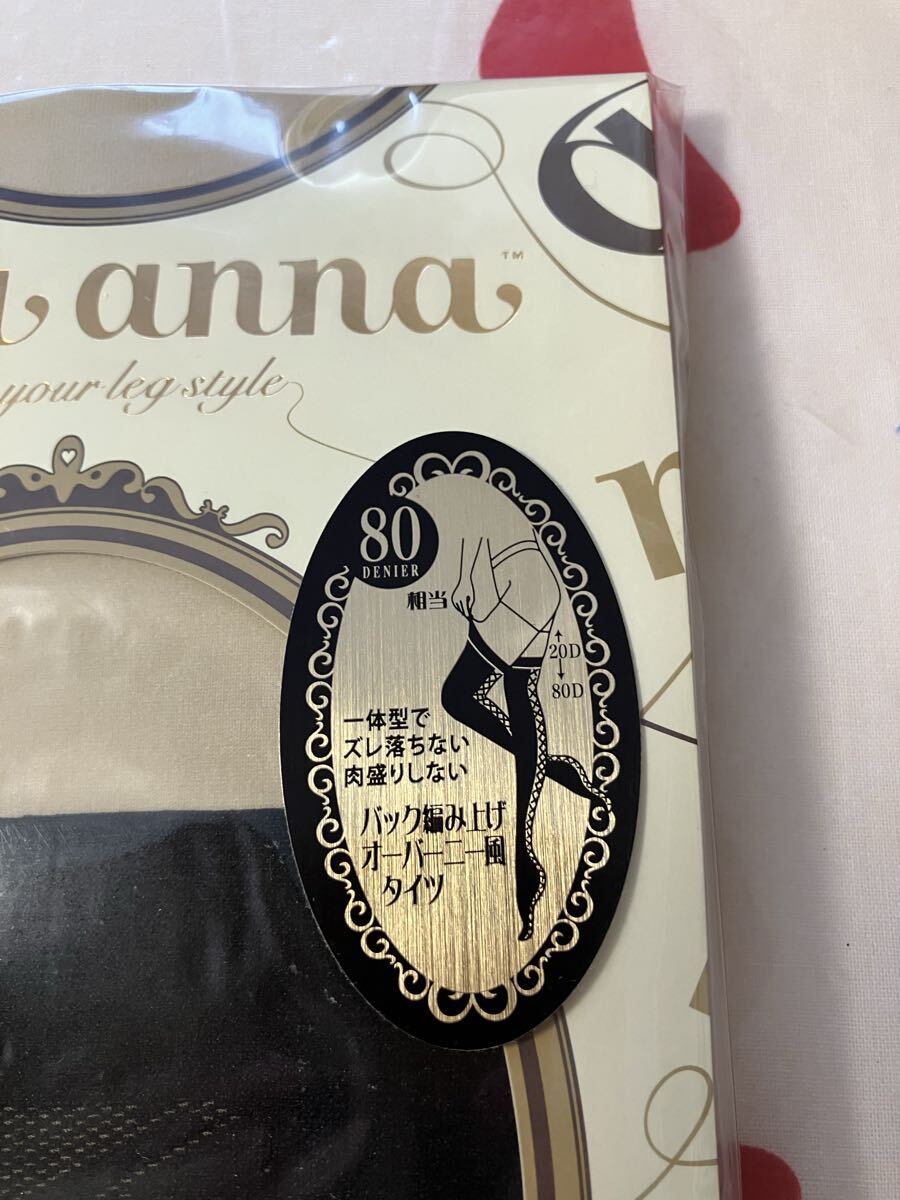 anna™
your leg style
80
DENIER
相当
20D
80D
一体型で
ズレ落ちない
肉盛りしない
バック編み上げ
オーバーニー風
タイツ